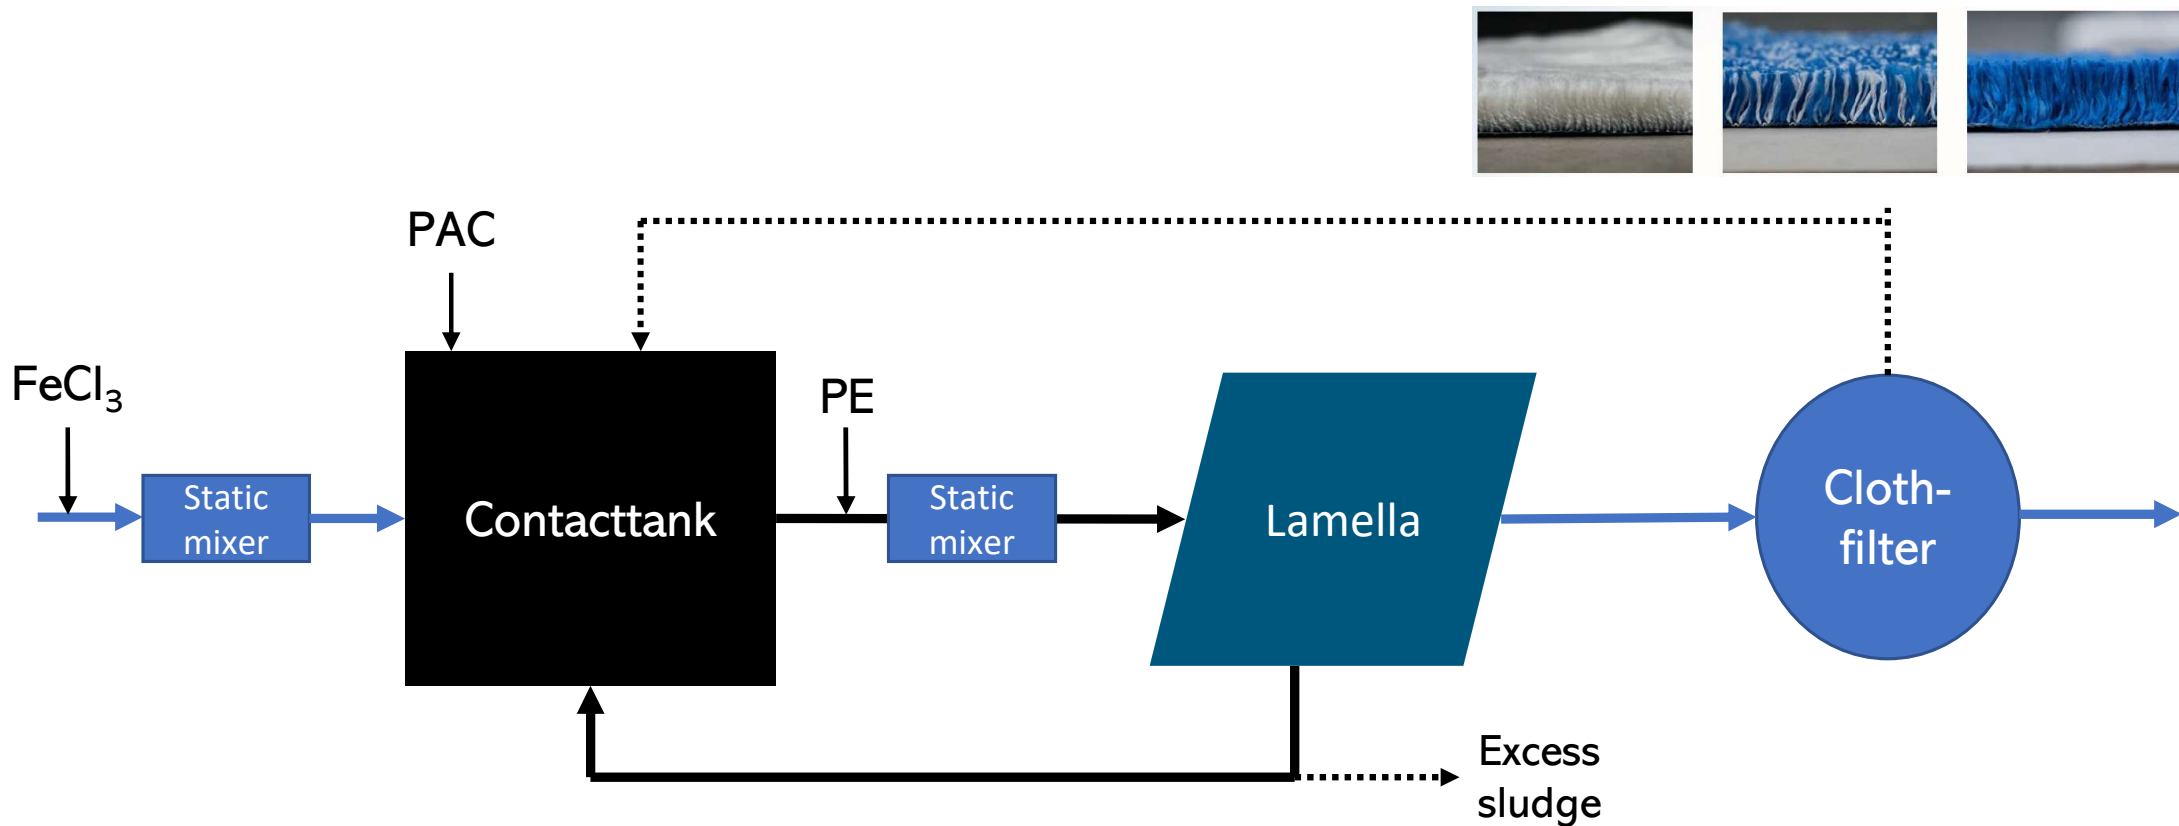 PAC
FeCl₃
PE
Static
mixer
Contacttank
Static
mixer
Lamella
Cloth-
filter
Excess
sludge